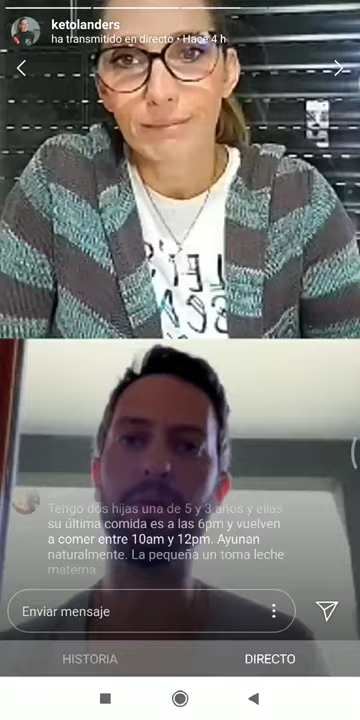 ketolanders
ha transmitido en directo • Hace 4 h
Tengo dos hijas una de 5 y 3 años y ellas
su última comida es a las 6pm y vuelven
a comer entre 10am y 12pm. Ayunan
naturalmente. La pequeña un toma leche
materna
Enviar mensaje
HISTORIA
DIRECTO